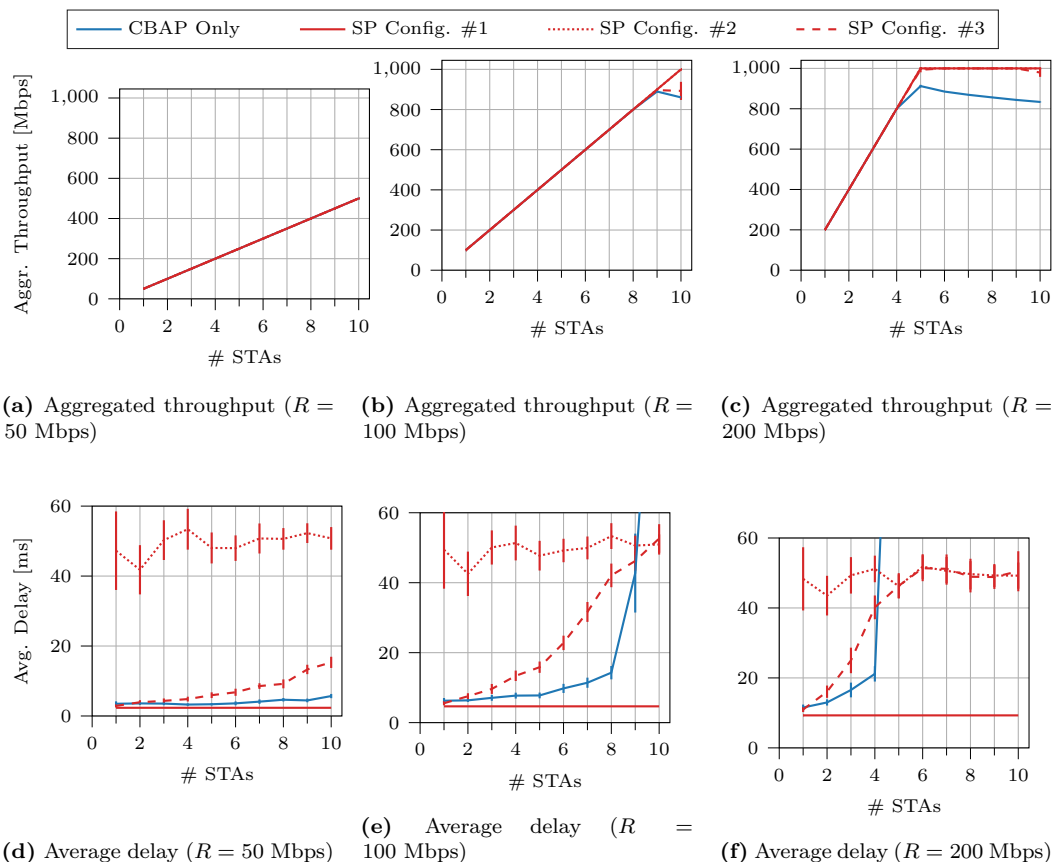 CBAP Only SP Config. #1 SP Config. #2 SP Config. #3
Aggr. Throughput [Mbps]
1,000
800
600
400
200
0
0 2 4 6 8 10
# STAs
1,000
800
600
400
200
0
0 2 4 6 8 10
# STAs
1,000
800
600
400
200
0
0 2 4 6 8 10
# STAs
(a) Aggregated throughput (R =
50 Mbps)
(b) Aggregated throughput (R =
100 Mbps)
(c) Aggregated throughput (R =
200 Mbps)
Avg. Delay [ms]
60
40
20
0
0 2 4 6 8 10
# STAs
60
40
20
0
0 2 4 6 8 10
# STAs
60
40
20
0
0 2 4 6 8 10
# STAs
(d) Average delay (R = 50 Mbps)
(e) Average delay (R =
100 Mbps)
(f) Average delay (R = 200 Mbps)